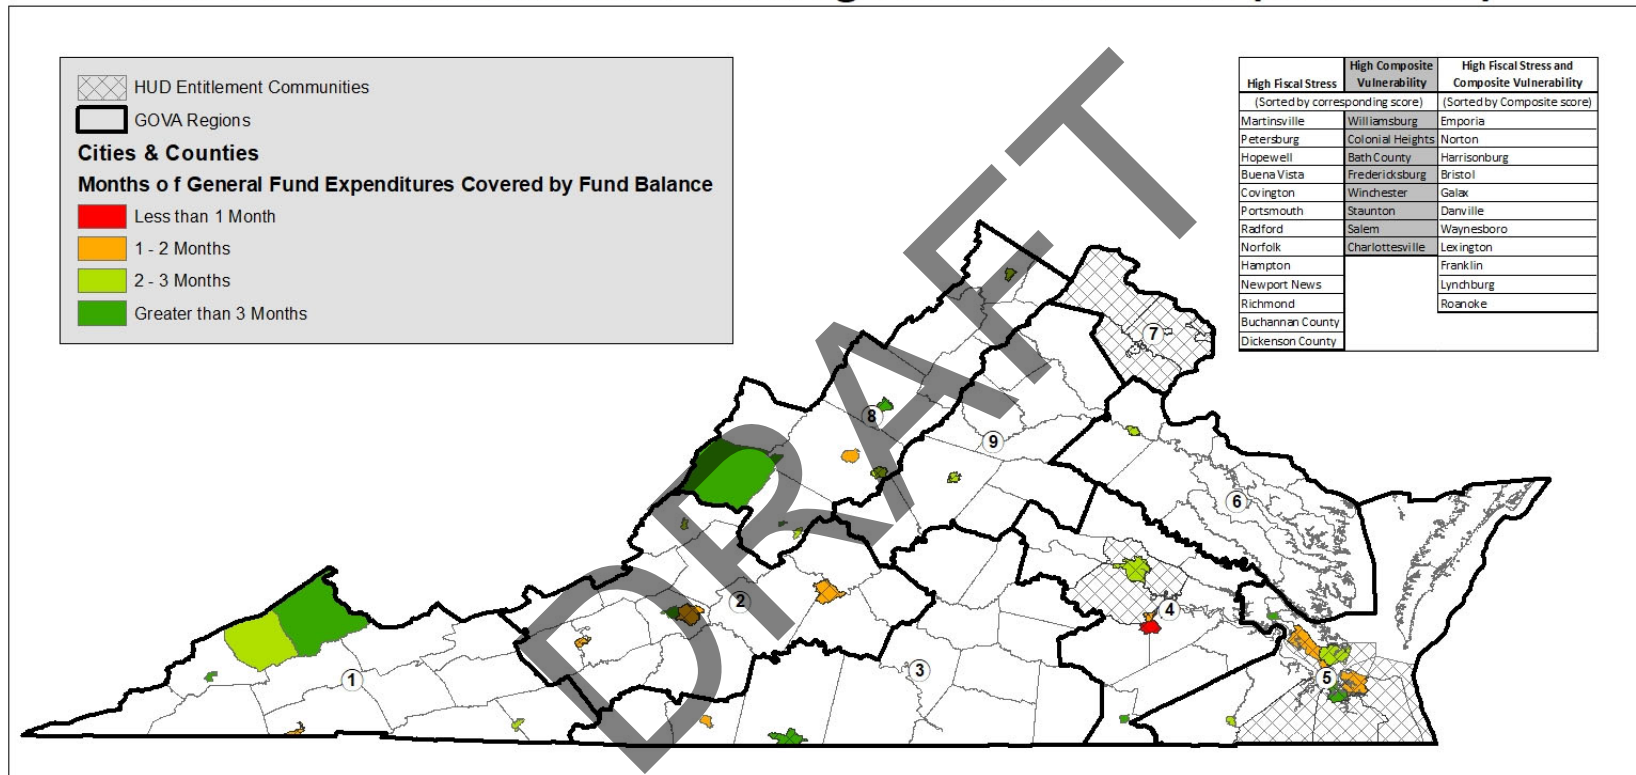 HUD Entitlement Communities
GOVA Regions
Cities & Counties
Months o f General Fund Expenditures Covered by Fund Balance
Less than 1 Month
1 - 2 Months
2 - 3 Months
Greater than 3 Months
High Fiscal Stress High Composite Vulnerability High Fiscal Stress and Composite Vulnerability
(Sorted by corresponding score) (Sorted by Composite score)
Martinsville Williamsburg Emporia
Petersburg Colonial Heights Norton
Hopewell Bath County Harrisonburg
Buena Vista Fredericksburg Bristol
Covington Winchester Galax
Portsmouth Staunton Danville
Radford Salem Waynesboro
Norfolk Charlottesville Lexington
Hampton Franklin
Newport News Lynchburg
Richmond Roanoke
Buchannan County
Dickenson County
DRAFT
7
8
9
6
2
4
3
5
1